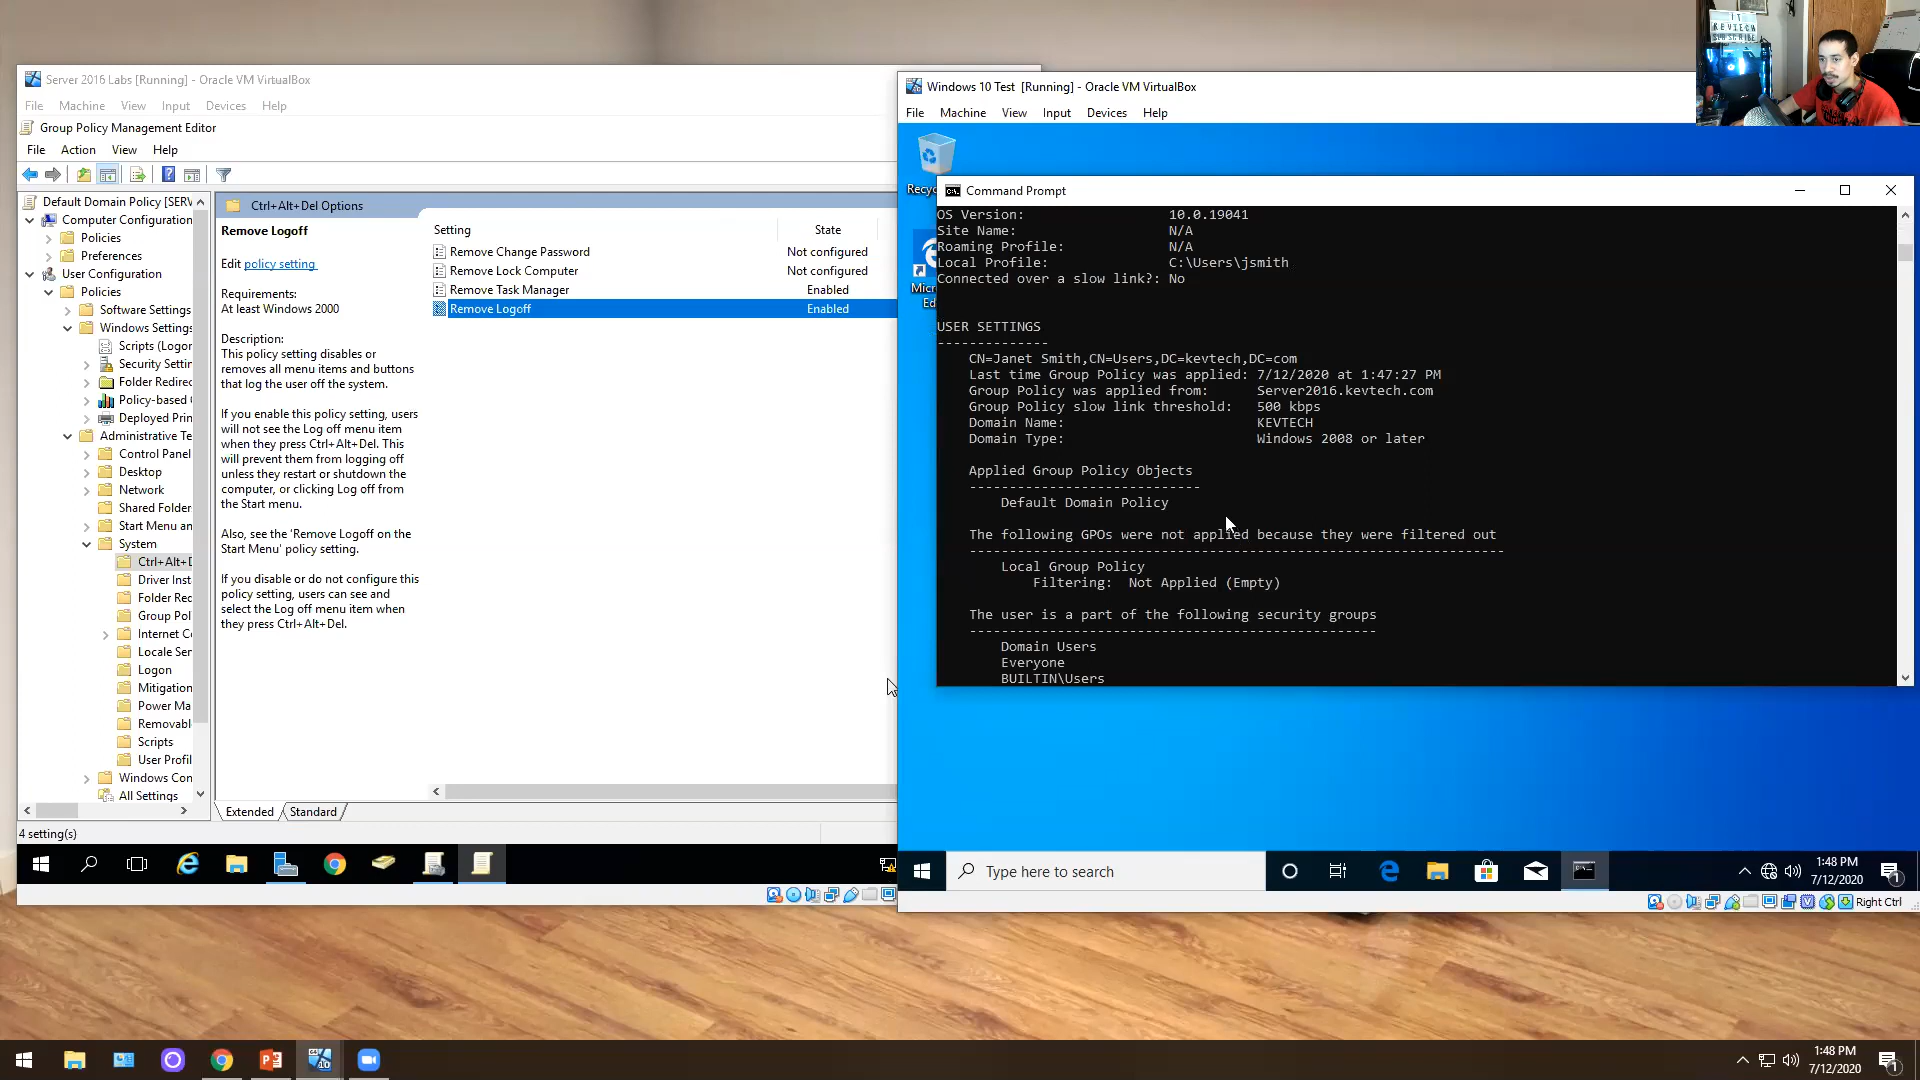 IT
KEVTECH
SUBSCRIBE
Server 2016 Labs [Running] - Oracle VM VirtualBox
File Machine View Input Devices Help
Group Policy Management Editor
File Action View Help
Default Domain Policy [SERV
Computer Configuration
Policies
Preferences
User Configuration
Policies
Software Settings
Windows Settings
Scripts (Logon
Security Settin
Folder Redirec
Policy-based
Deployed Prin
Administrative Te
Control Panel
Desktop
Network
Shared Folder
Start Menu an
System
Ctrl+Alt+D
Driver Inst
Folder Red
Group Pol
Internet Co
Locale Ser
Logon
Mitigation
Power Ma
Removabl
Scripts
User Profil
Windows Con
All Settings
Ctrl+Alt+Del Options
Remove Logoff
Edit policy setting
Requirements:
At least Windows 2000
Description:
This policy setting disables or
removes all menu items and buttons
that log the user off the system.
If you enable this policy setting, users
will not see the Log off menu item
when they press Ctrl+Alt+Del. This
will prevent them from logging off
unless they restart or shutdown the
computer, or clicking Log off from
the Start menu.
Also, see the 'Remove Logoff on the
Start Menu' policy setting.
If you disable or do not configure this
policy setting, users can see and
select the Log off menu item when
they press Ctrl+Alt+Del.
Setting State
Remove Change Password Not configured
Remove Lock Computer Not configured
Remove Task Manager Enabled
Remove Logoff Enabled
Extended Standard
4 setting(s)
Windows 10 Test [Running] - Oracle VM VirtualBox
File Machine View Input Devices Help
Recyc
Micr
Ed
Command Prompt
OS Version: 10.0.19041
Site Name: N/A
Roaming Profile: N/A
Local Profile: C:\Users\jsmith
Connected over a slow link?: No
USER SETTINGS
--------------
CN=Janet Smith,CN=Users,DC=kevtech,DC=com
Last time Group Policy was applied: 7/12/2020 at 1:47:27 PM
Group Policy was applied from: Server2016.kevtech.com
Group Policy slow link threshold: 500 kbps
Domain Name: KEVTECH
Domain Type: Windows 2008 or later
Applied Group Policy Objects
-----------------------------
Default Domain Policy
The following GPOs were not applied because they were filtered out
-------------------------------------------------------------------
Local Group Policy
Filtering: Not Applied (Empty)
The user is a part of the following security groups
---------------------------------------------------
Domain Users
Everyone
BUILTIN\Users
Type here to search
1:48 PM
7/12/2020
1
Right Ctrl
1:48 PM
7/12/2020
1